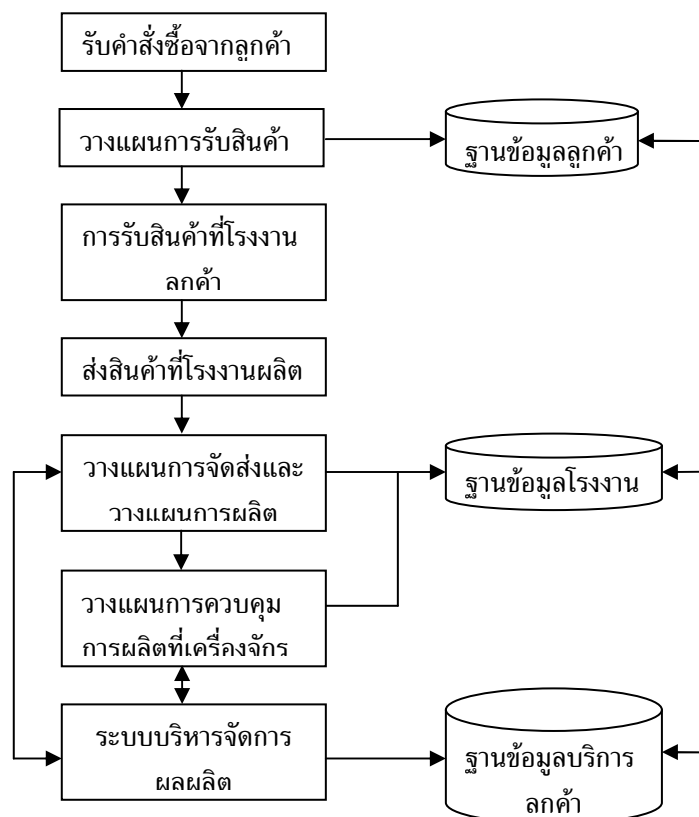 รับคำสั่งซื้อจากลูกค้า
วางแผนการรับสินค้า
ฐานข้อมูลลูกค้า
การรับสินค้าที่โรงงาน
ลกค้า
ส่งสินค้าที่โรงงานผลิต
วางแผนการจัดส่งและ
วางแผนการผลิต
ฐานข้อมูลโรงงาน
วางแผนการควบคุม
การผลิตที่เครื่องจักร
ระบบบริหารจัดการ
ผลผลิต
ฐานข้อมูลบริการ
ลกค้า